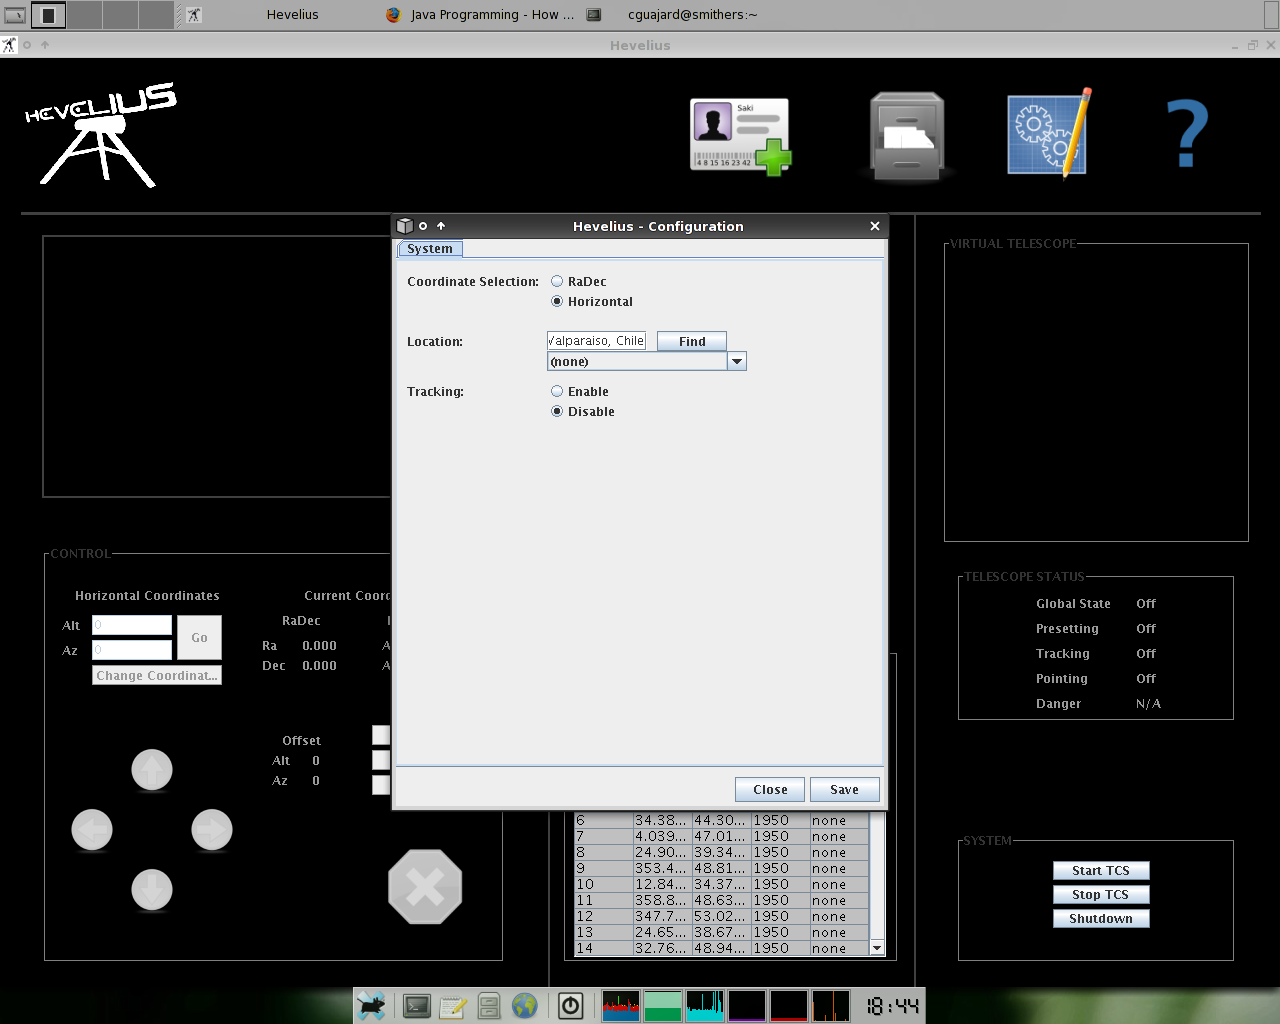 Hevelius
Java Programming - How ...
cguajard@smithers:~
Hevelius
HEVELIUS
Saki
4 8 15 16 23 42
?
Hevelius - Configuration
System
Coordinate Selection:
RaDec
Horizontal
Location:
Valparaiso, Chile
Find
(none)
Tracking:
Enable
Disable
Close
Save
VIRTUAL TELESCOPE
CONTROL
Horizontal Coordinates
Alt 0
Az 0
Go
Change Coordinat...
Current Coor
RaDec
Ra 0.000
Dec 0.000
Offset
Alt 0
Az 0
6 34.38... 44.30... 1950 none
7 4.039... 47.01... 1950 none
8 24.90... 39.34... 1950 none
9 353.4... 48.81... 1950 none
10 12.84... 34.37... 1950 none
11 358.8... 48.63... 1950 none
12 347.7... 53.02... 1950 none
13 24.65... 38.67... 1950 none
14 32.76... 48.94... 1950 none
TELESCOPE STATUS
Global State Off
Presetting Off
Tracking Off
Pointing Off
Danger N/A
SYSTEM
Start TCS
Stop TCS
Shutdown
18:44